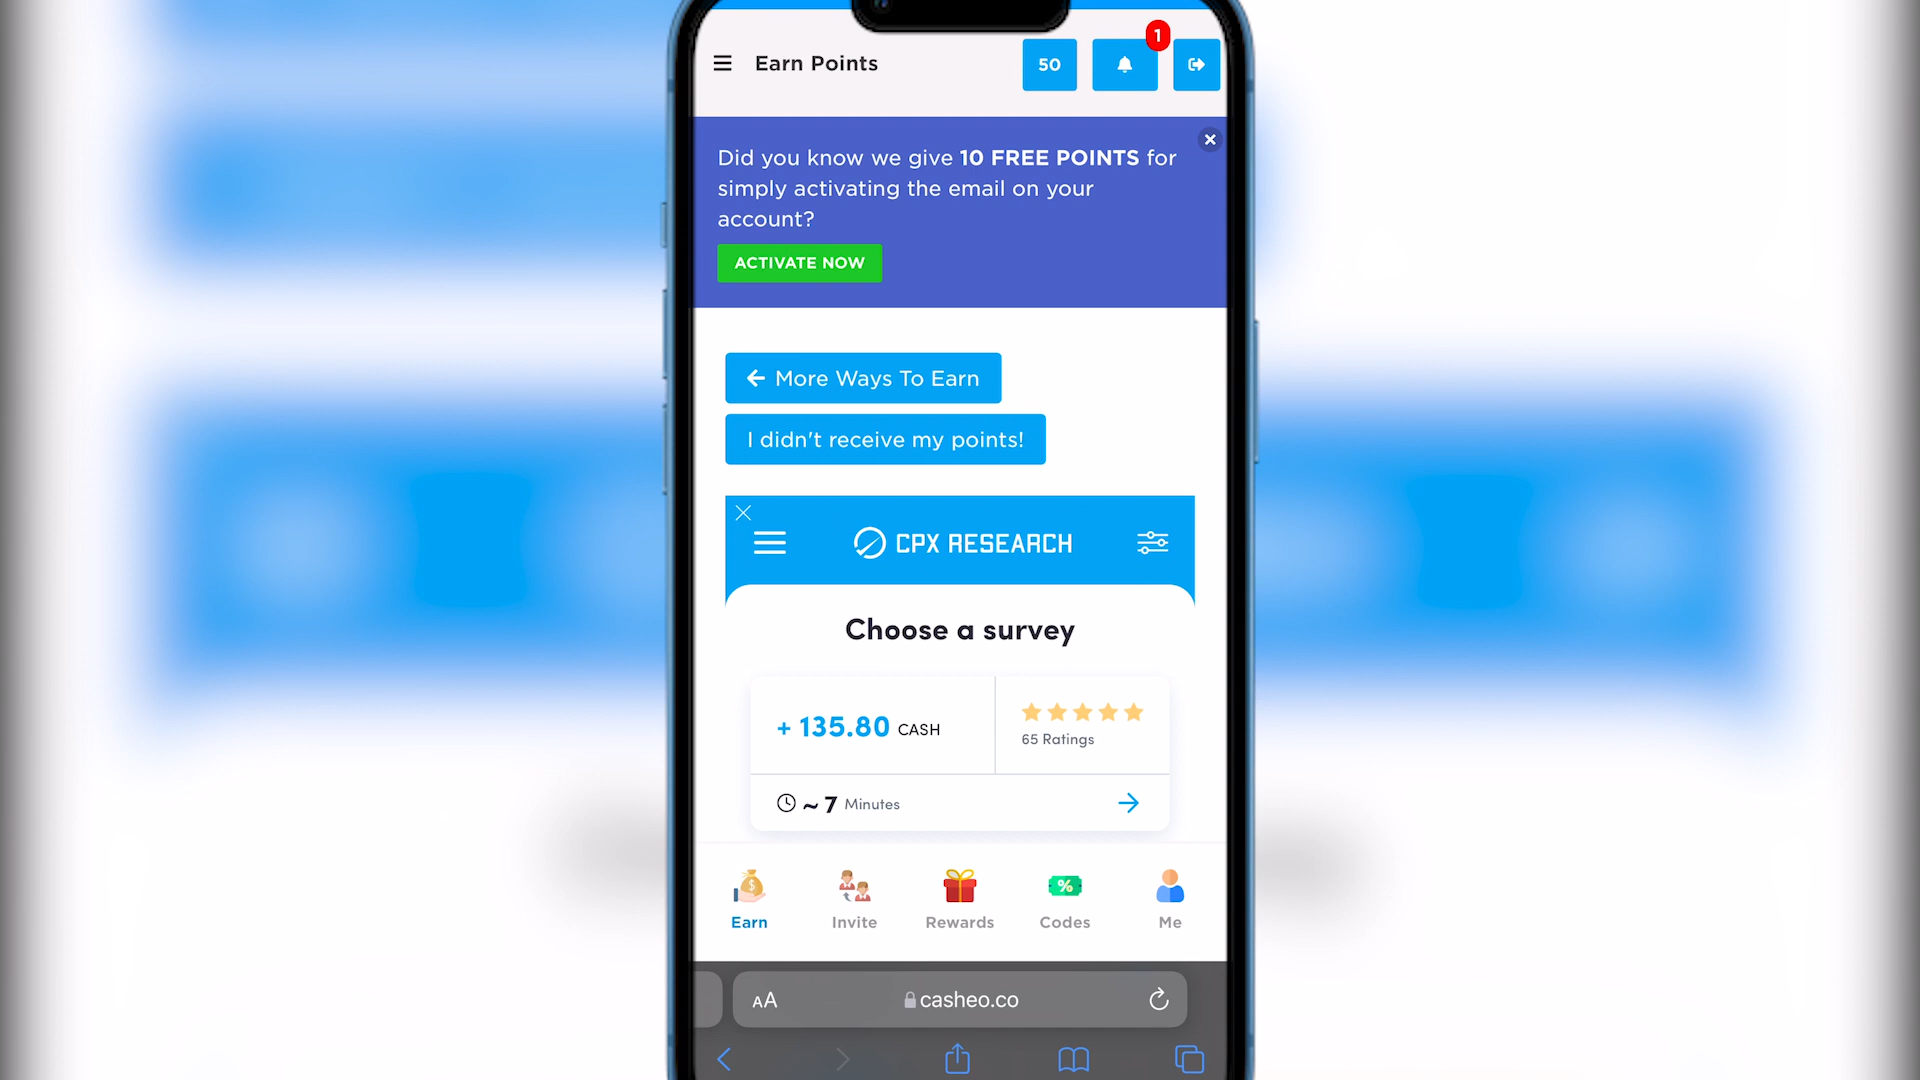 Earn Points
50
1
Did you know we give 10 FREE POINTS for
simply activating the email on your
account?
ACTIVATE NOW
More Ways To Earn
I didn't receive my points!
CPX RESEARCH
Choose a survey
+ 135.80 CASH
65 Ratings
~ 7 Minutes
Earn
Invite
Rewards
%
Codes
Me
AA
casheo.co